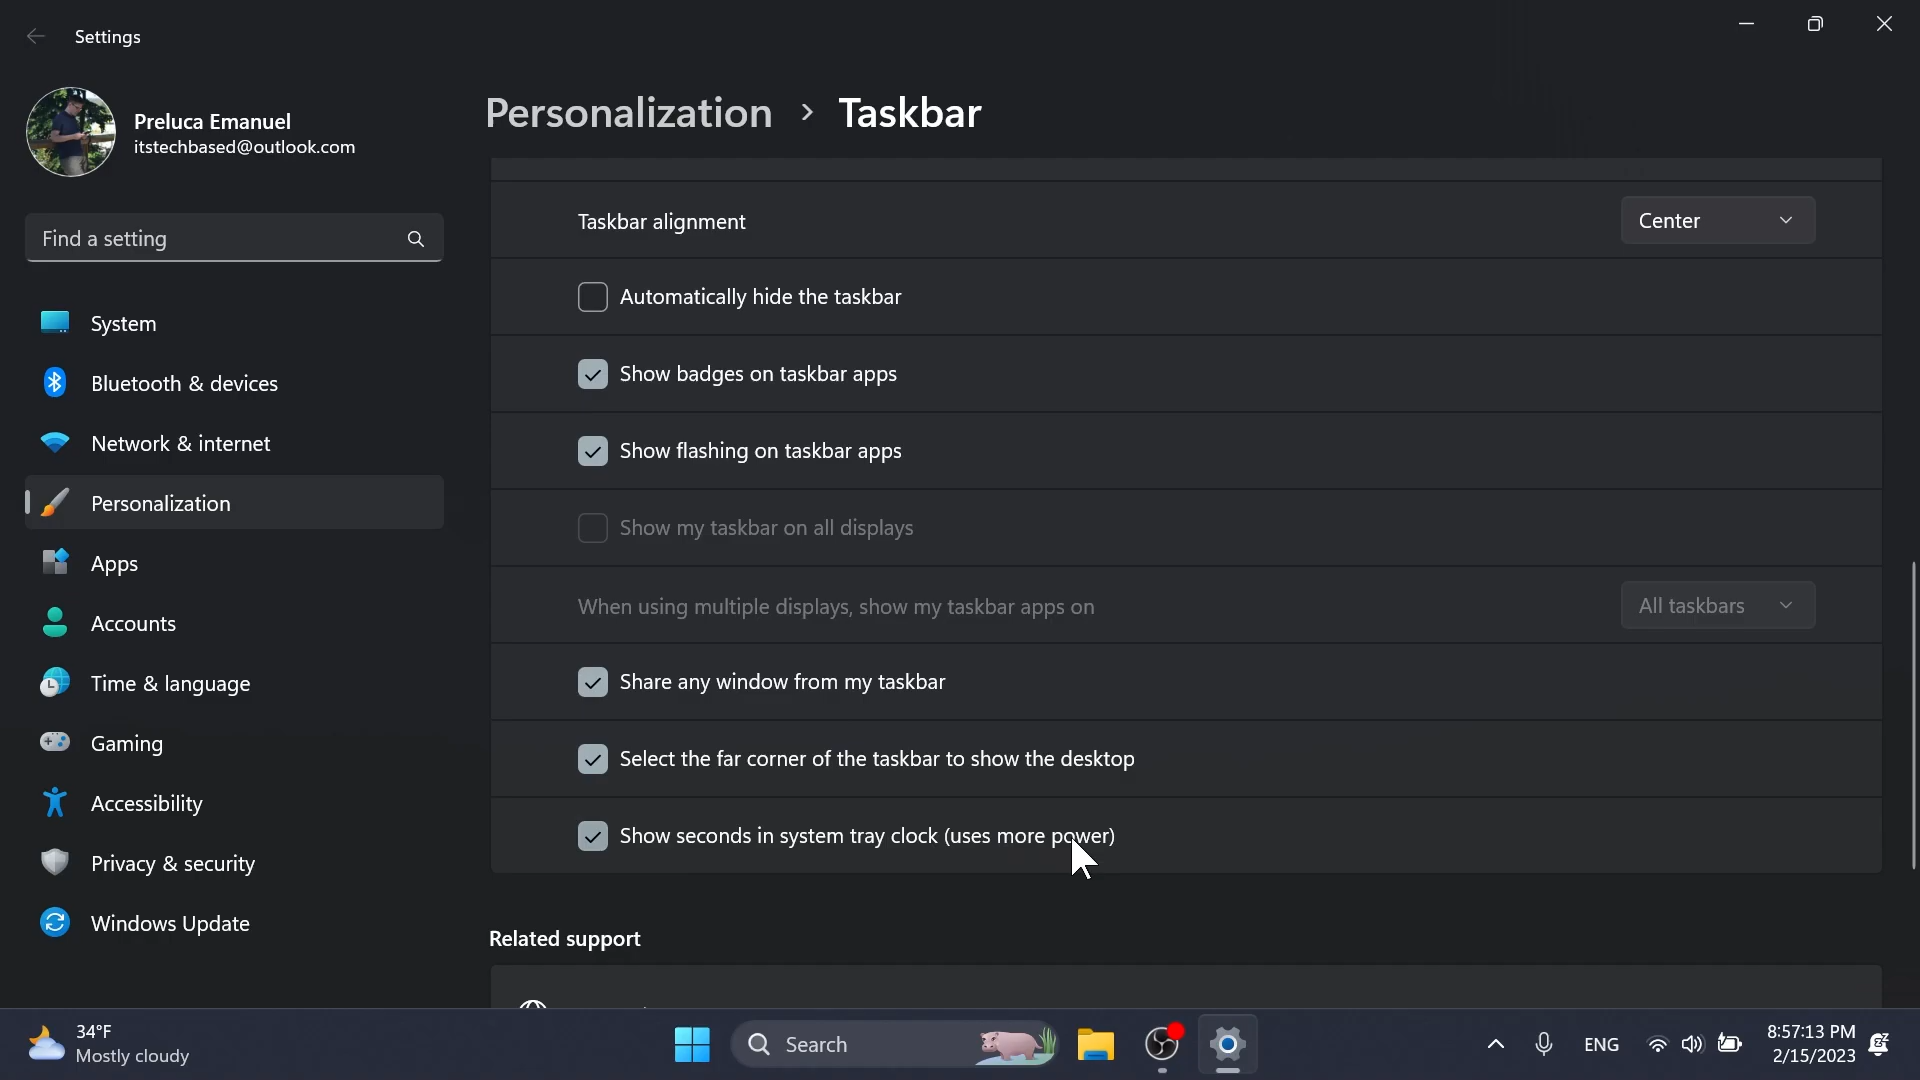 Settings
Preluca Emanuel
itstechbased@outlook.com
Find a setting
System
Bluetooth & devices
Network & internet
Personalization
Apps
Accounts
Time & language
Gaming
Accessibility
Privacy & security
Windows Update
Personalization > Taskbar
Taskbar alignment
Center
Automatically hide the taskbar
Show badges on taskbar apps
Show flashing on taskbar apps
Show my taskbar on all displays
When using multiple displays, show my taskbar apps on
All taskbars
Share any window from my taskbar
Select the far corner of the taskbar to show the desktop
Show seconds in system tray clock (uses more power)
Related support
34°F
Mostly cloudy
Search
ENG
8:57:13 PM
2/15/2023